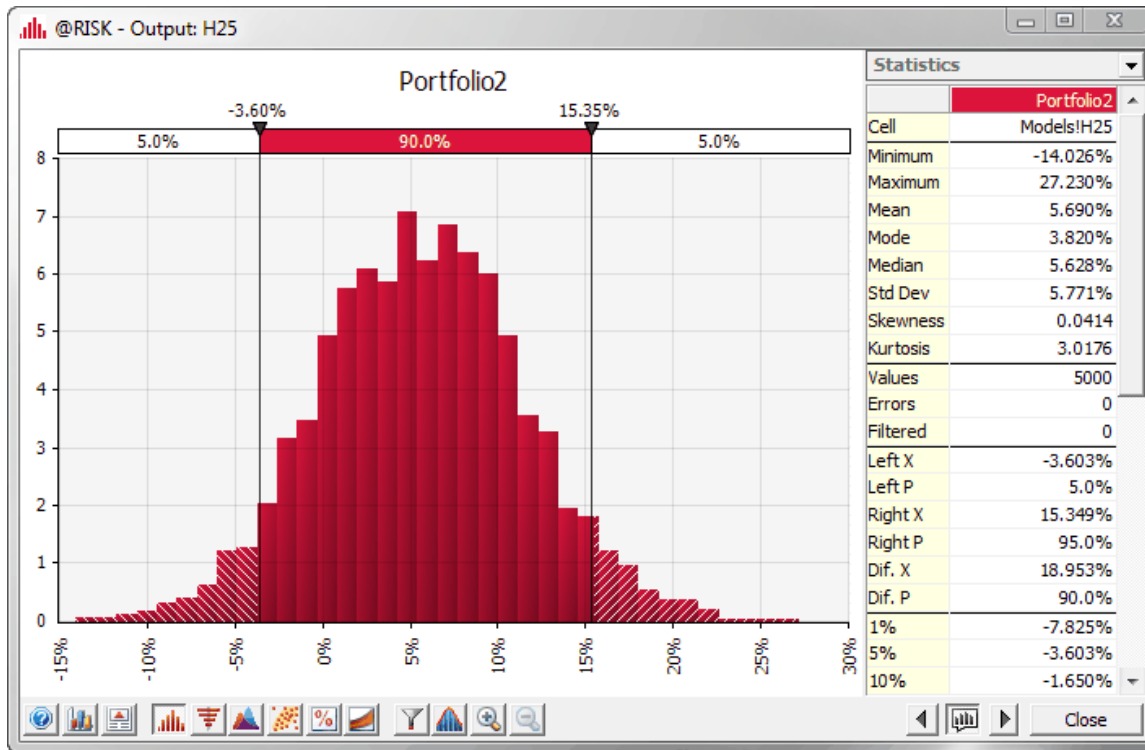 @RISK - Output: H25
Portfolio2
-3.60% 15.35%
5.0% 90.0% 5.0%
8
7
6
5
4
3
2
1
0
-15% -10% -5% 0% 5% 10% 15% 20% 25% 30%
Statistics
Portfolio2
Cell Models!H25
Minimum -14.026%
Maximum 27.230%
Mean 5.690%
Mode 3.820%
Median 5.628%
Std Dev 5.771%
Skewness 0.0414
Kurtosis 3.0176
Values 5000
Errors 0
Filtered 0
Left X -3.603%
Left P 5.0%
Right X 15.349%
Right P 95.0%
Dif. X 18.953%
Dif. P 90.0%
1% -7.825%
5% -3.603%
10% -1.650%
Close